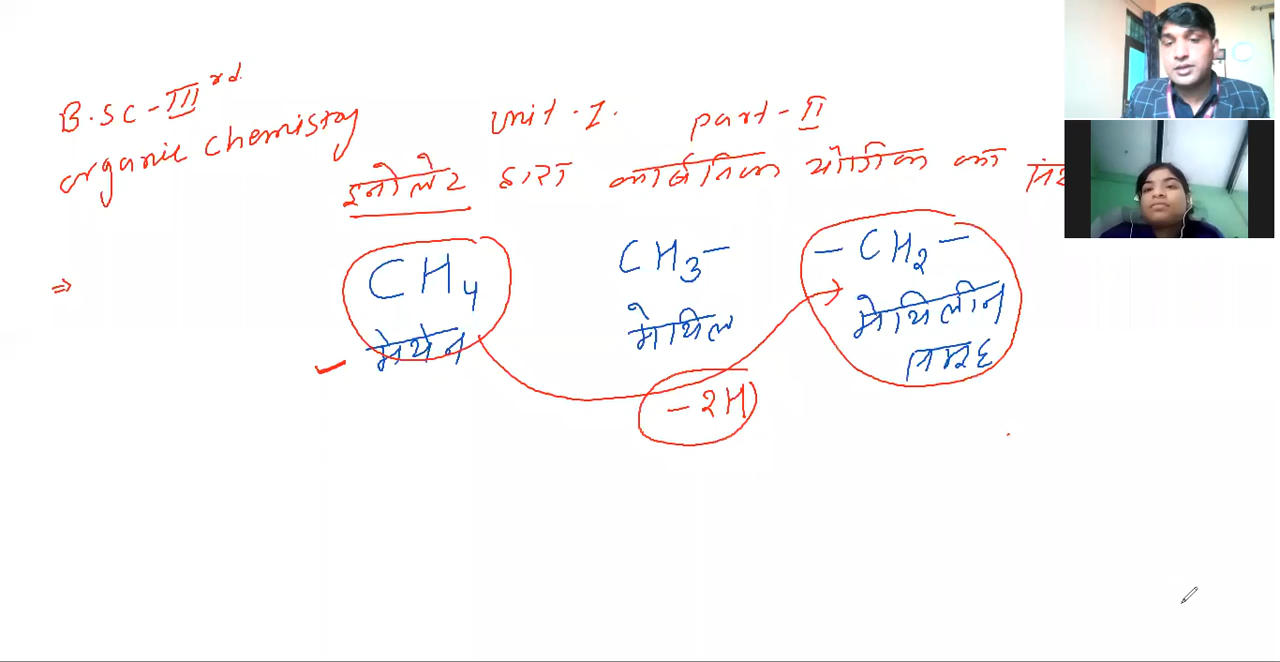 B.SC-IIIrd.
organic chemistry
unit-I. part-II
इनोलेट द्वारा कार्बनिक यौगिक का
⇒ CH4 CH3- -CH2-
मेथेन मेथिल मेथिलीन
समूह
-2H